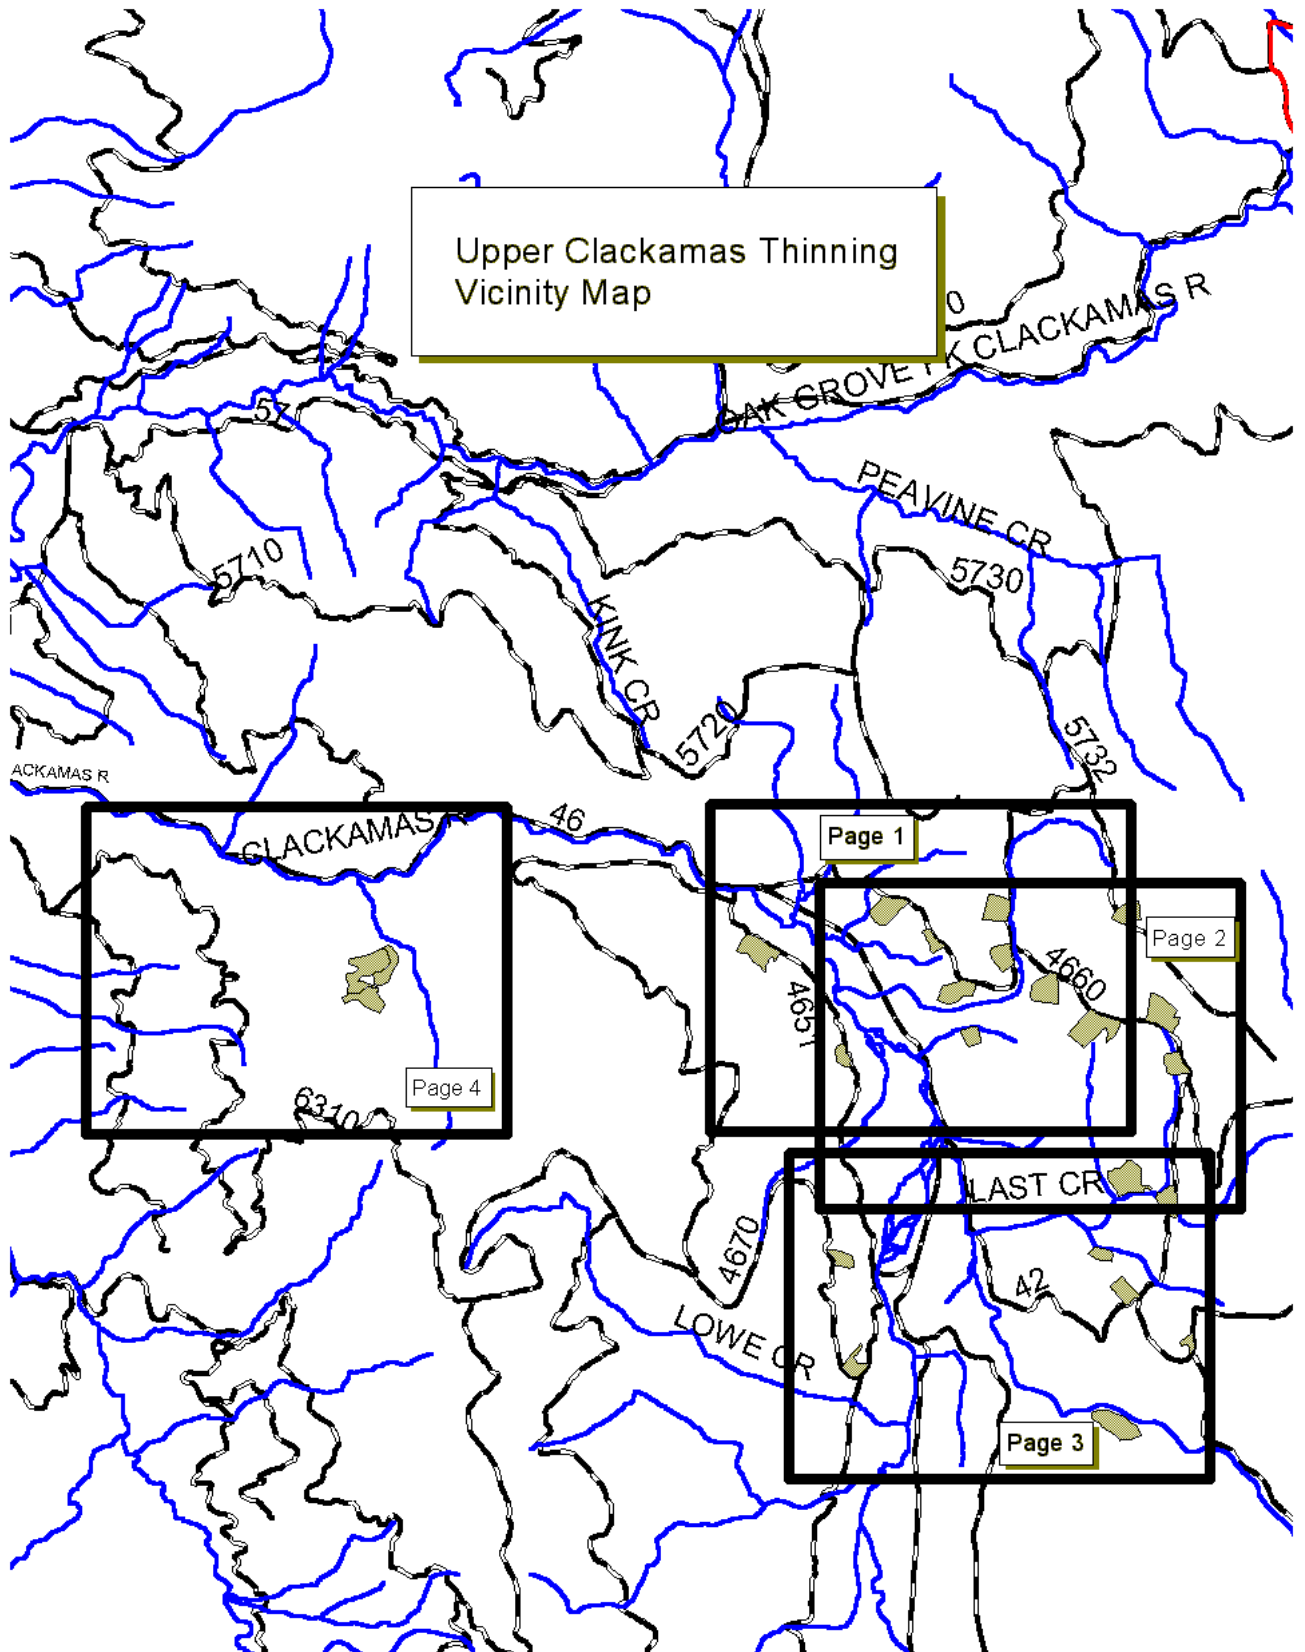 Upper Clackamas Thinning
Vicinity Map
0
OAK GROVE FK CLACKAMAS R
57
PEAVINE CR
5710
5730
KINK CR
5720
5732
ACKAMAS R
46
CLACKAMAS R
Page 1
Page 2
4660
4651
Page 4
6310
LAST CR
4670
42
LOWE CR
Page 3